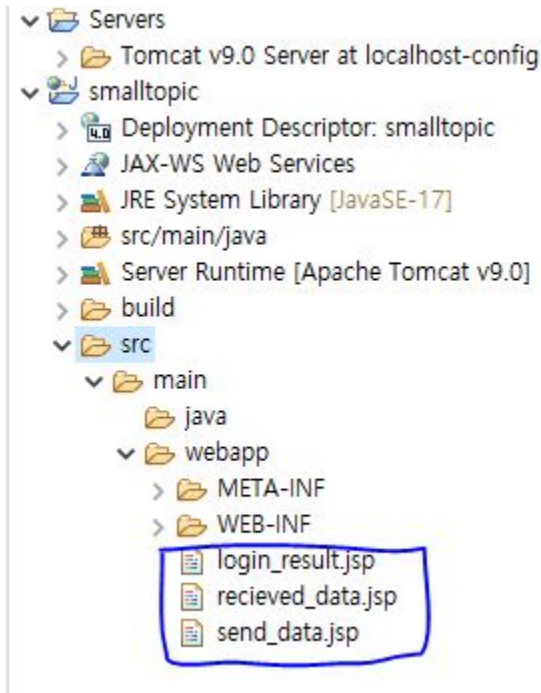 Servers
Tomcat v9.0 Server at localhost-config
smalltopic
4.0 Deployment Descriptor: smalltopic
JAX-WS Web Services
JRE System Library [JavaSE-17]
src/main/java
Server Runtime [Apache Tomcat v9.0]
build
src
main
java
webapp
META-INF
WEB-INF
login_result.jsp
recieved_data.jsp
send_data.jsp